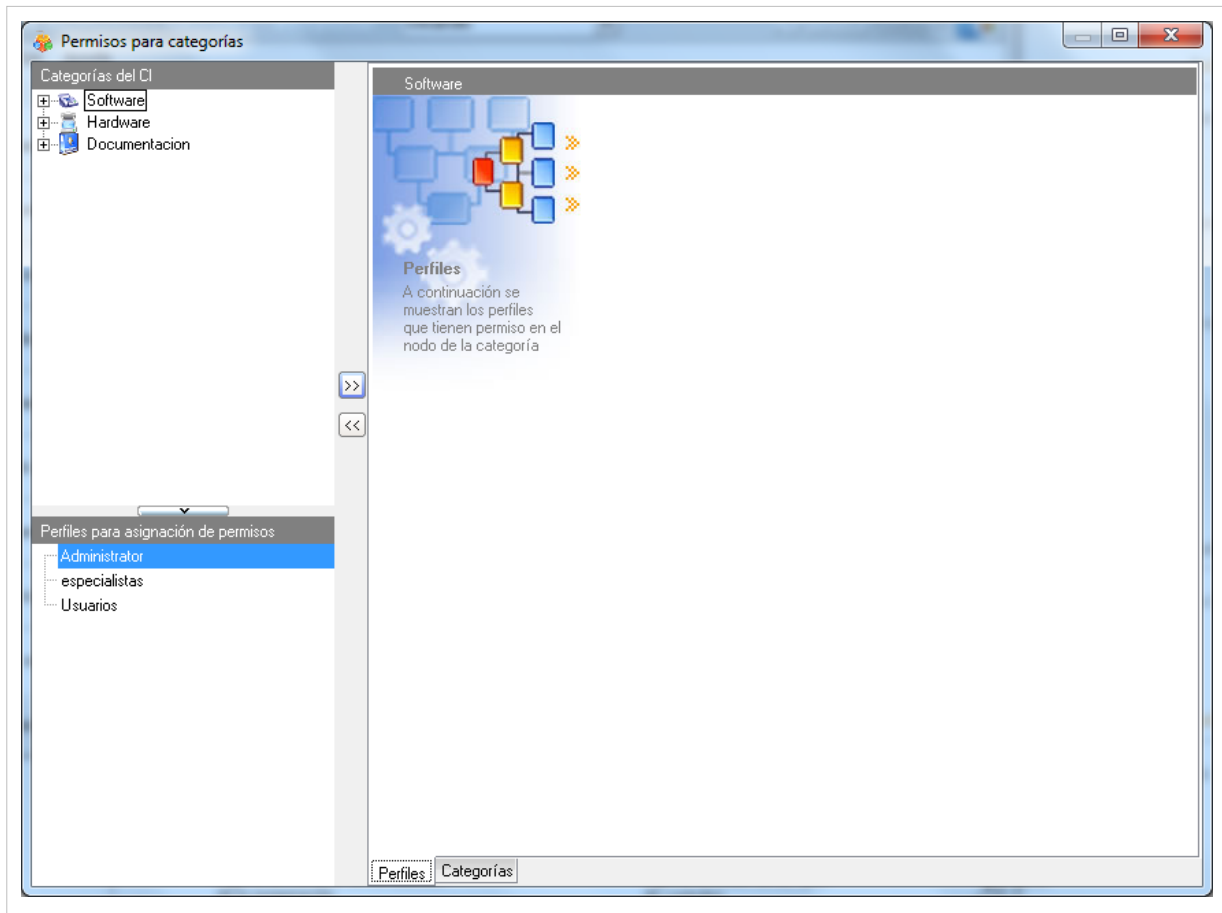 Permisos para categorías
Categorías del CI
Software
Hardware
Documentacion
Perfiles para asignación de permisos
Administrator
especialistas
Usuarios
>>
<<
Software
Perfiles
A continuación se
muestran los perfiles
que tienen permiso en el
nodo de la categoría
Perfiles
Categorías